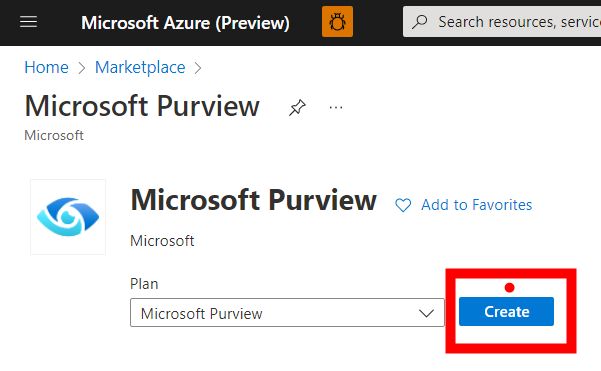 Microsoft Azure (Preview)
Search resources, service
Home > Marketplace >
Microsoft Purview ...
Microsoft
Microsoft Purview
Add to Favorites
Microsoft
Plan
Microsoft Purview
Create